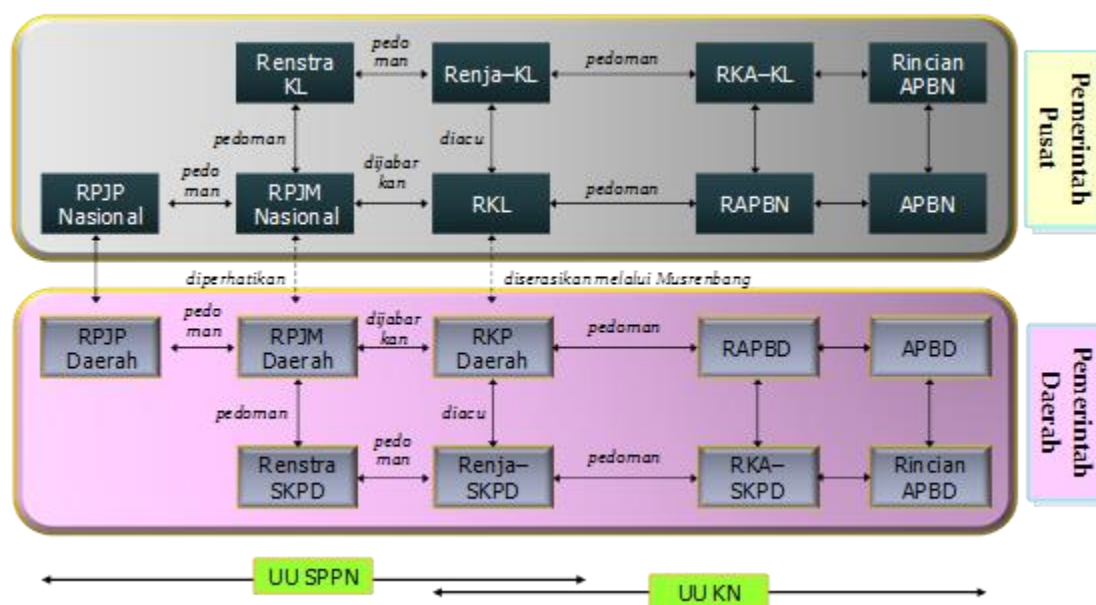 pedo
man
Renstra
KL
Renja–KL
pedoman
RKA–KL
Rincian
APBN
pedoman
diacu
pedo
man
dijabar
kan
RPJP
Nasional
RPJM
Nasional
RKL
pedoman
RAPBN
APBN
Pemerintah
Pusat
diperhatikan
diserasikan melalui Musrenbang
pedo
man
dijabar
kan
RPJP
Daerah
RPJM
Daerah
RKP
Daerah
pedoman
RAPBD
APBD
pedoman
diacu
pedo
man
Renstra
SKPD
Renja–
SKPD
pedoman
RKA–
SKPD
Rincian
APBD
Pemerintah
Daerah
UU SPPN
UU KN